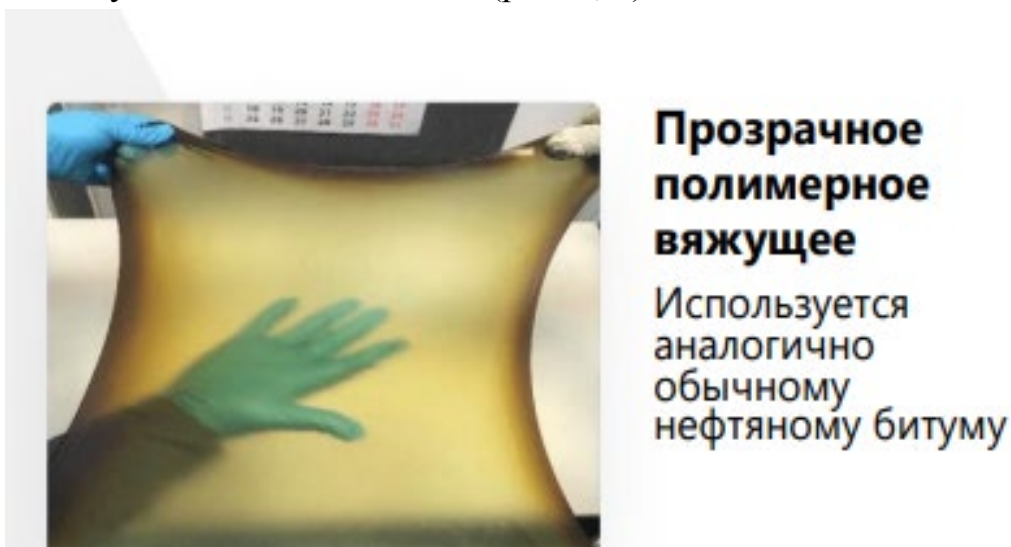 Прозрачное
полимерное
вяжущее
Используется
аналогично
обычному
нефтяному битуму